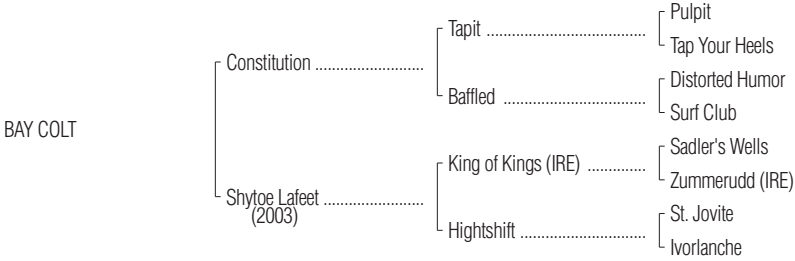 Pulpit
Tapit ....................................
Tap Your Heels
Constitution .........................
Distorted Humor
Baffled ................................
Surf Club
BAY COLT
Sadler's Wells
King of Kings (IRE) .............
Zummerudd (IRE)
Shytoe Lafeet .......................
(2003)
St. Jovite
Hightshift ............................
Ivorlanche